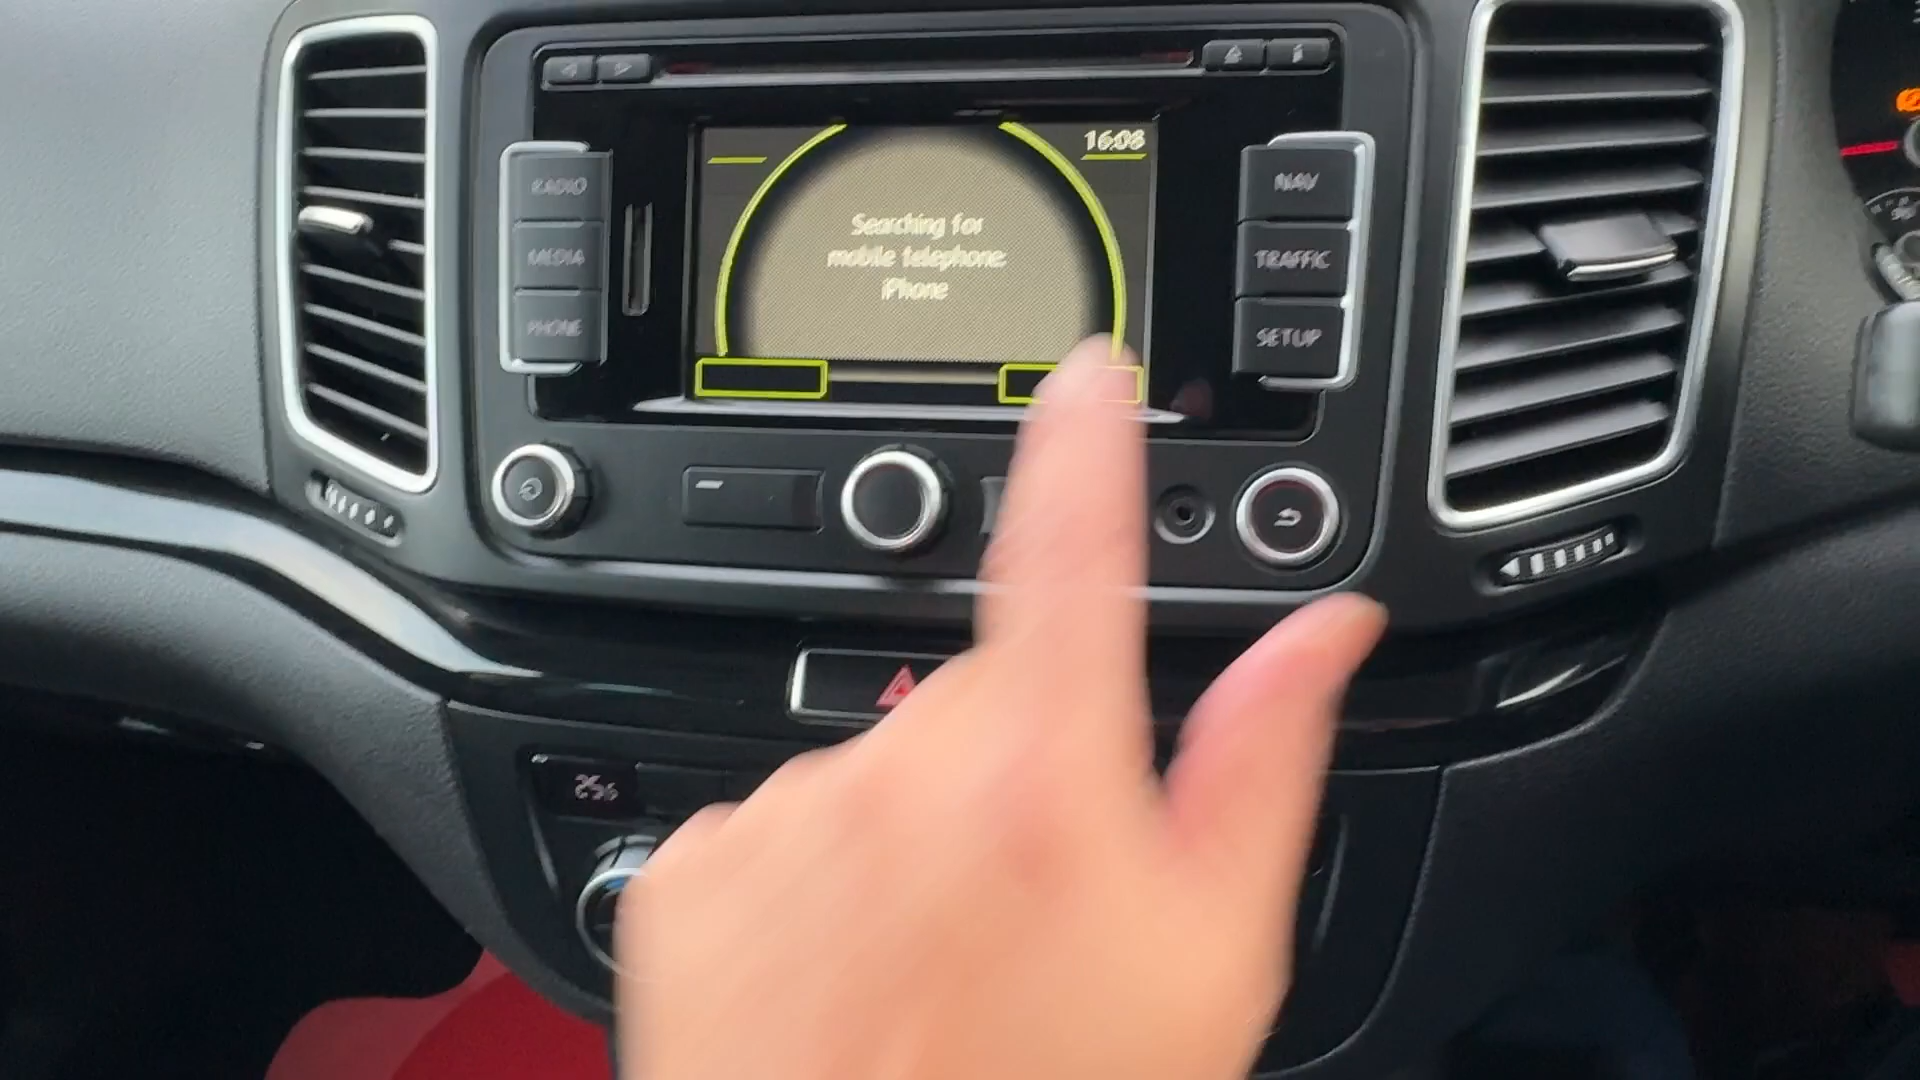 16:08
RADIO
MEDIA
PHONE
Searching for
mobile telephone:
iPhone
NAV
TRAFFIC
SETUP